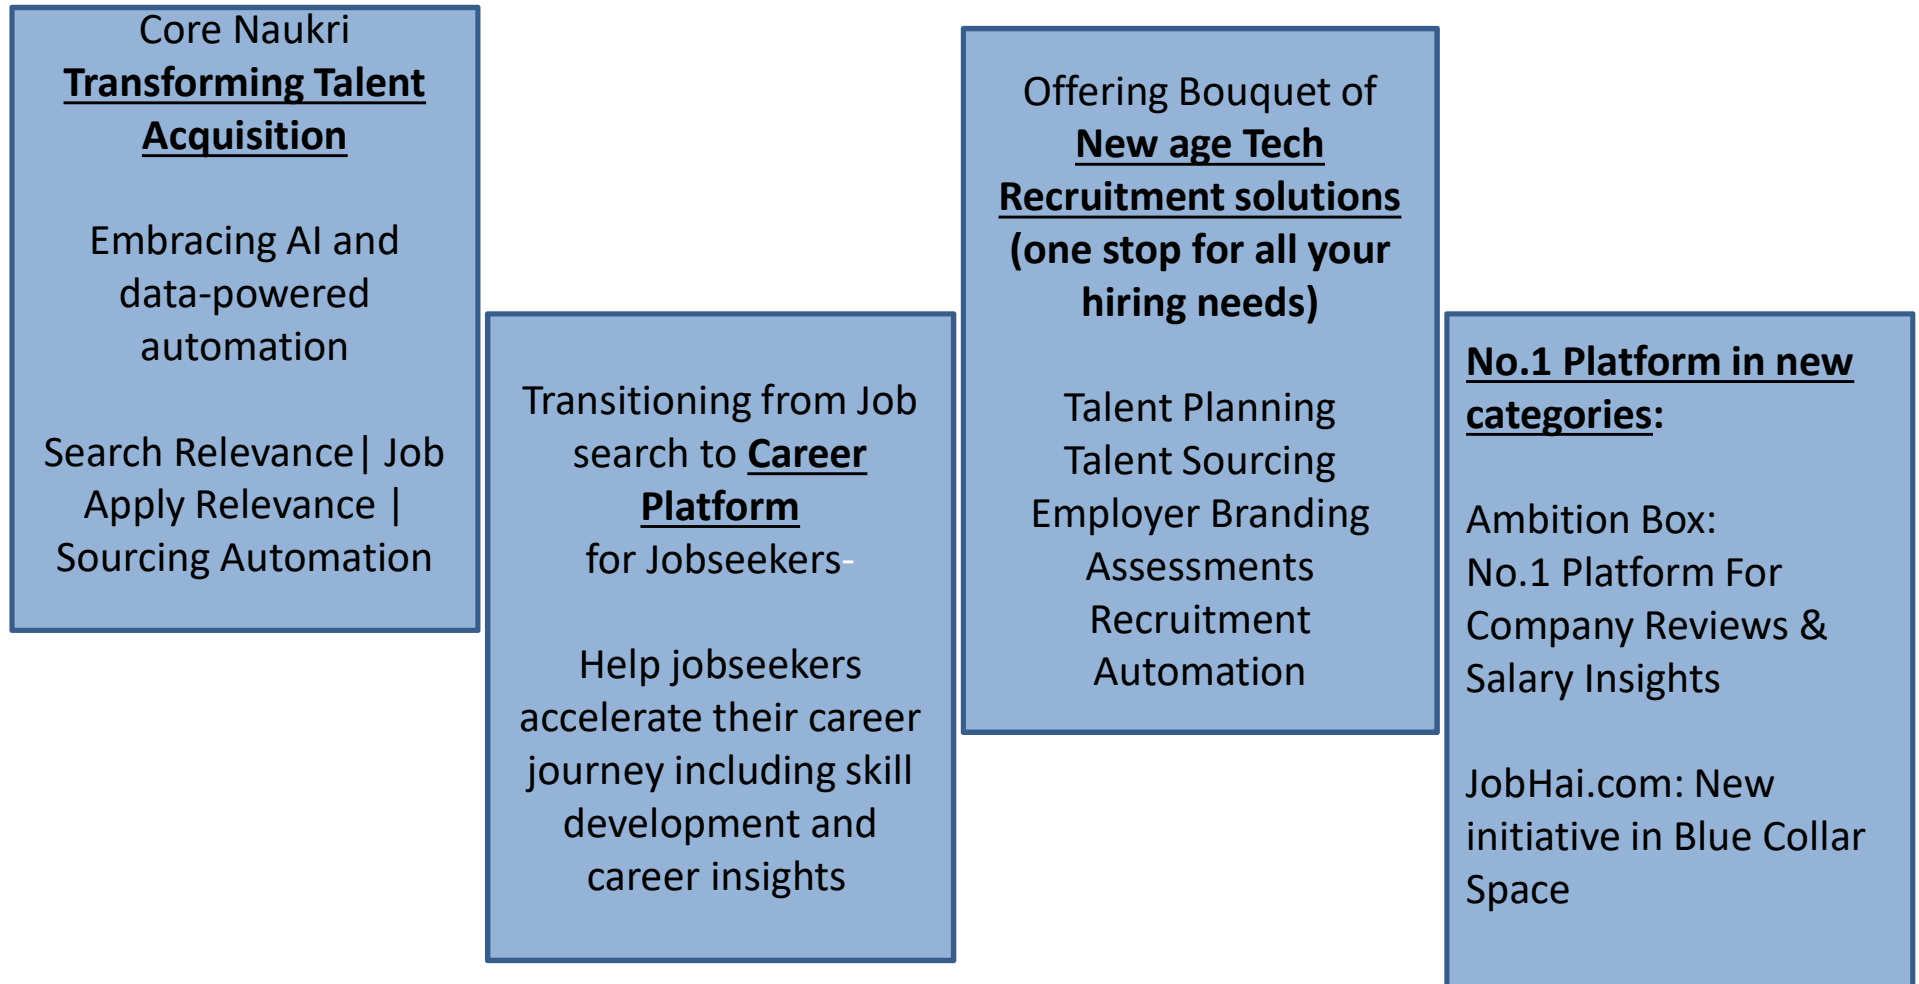 Core Naukri
Transforming Talent
Acquisition
Embracing AI and
data-powered
automation
Search Relevance| Job
Apply Relevance |
Sourcing Automation
Transitioning from Job
search to Career
Platform
for Jobseekers-
Help jobseekers
accelerate their career
journey including skill
development and
career insights
Offering Bouquet of
New age Tech
Recruitment solutions
(one stop for all your
hiring needs)
Talent Planning
Talent Sourcing
Employer Branding
Assessments
Recruitment
Automation
No.1 Platform in new
categories:
Ambition Box:
No.1 Platform For
Company Reviews &
Salary Insights
JobHai.com: New
initiative in Blue Collar
Space